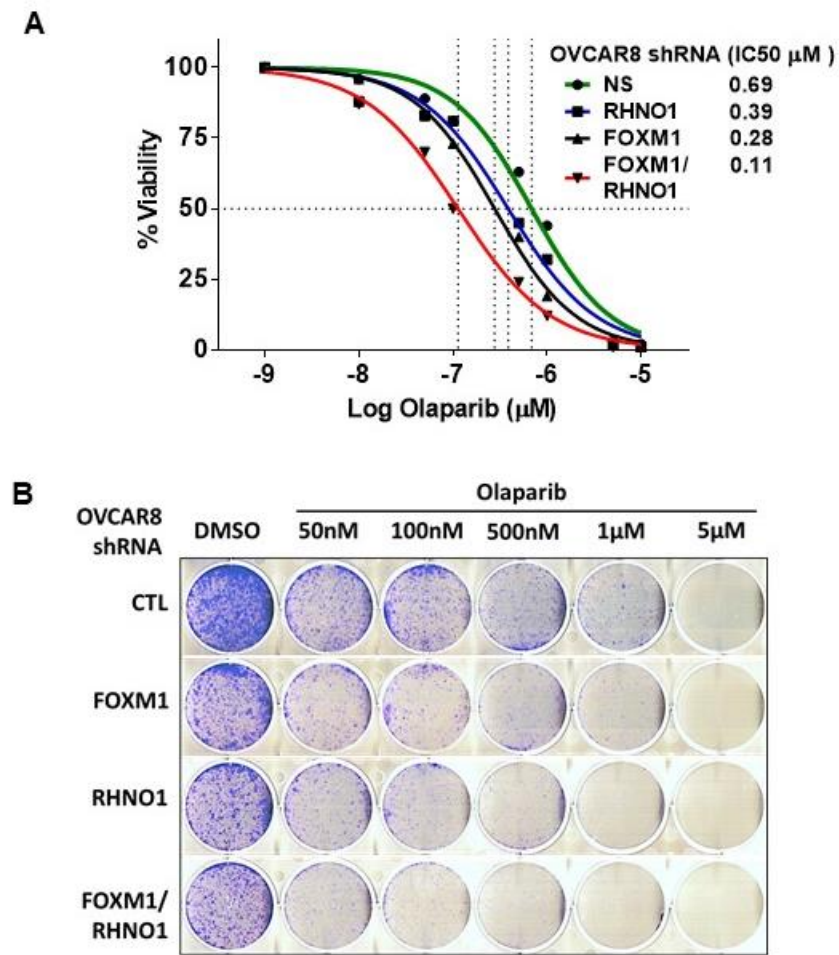 A
OVCAR8 shRNA (IC50 μM )
NS 0.69
RHNO1 0.39
FOXM1 0.28
FOXM1/ 0.11
RHNO1
% Viability
100
75
50
25
0
-9 -8 -7 -6 -5
Log Olaparib (μM)
B
Olaparib
OVCAR8
shRNA
DMSO 50nM 100nM 500nM 1μM 5μM
CTL
FOXM1
RHNO1
FOXM1/
RHNO1